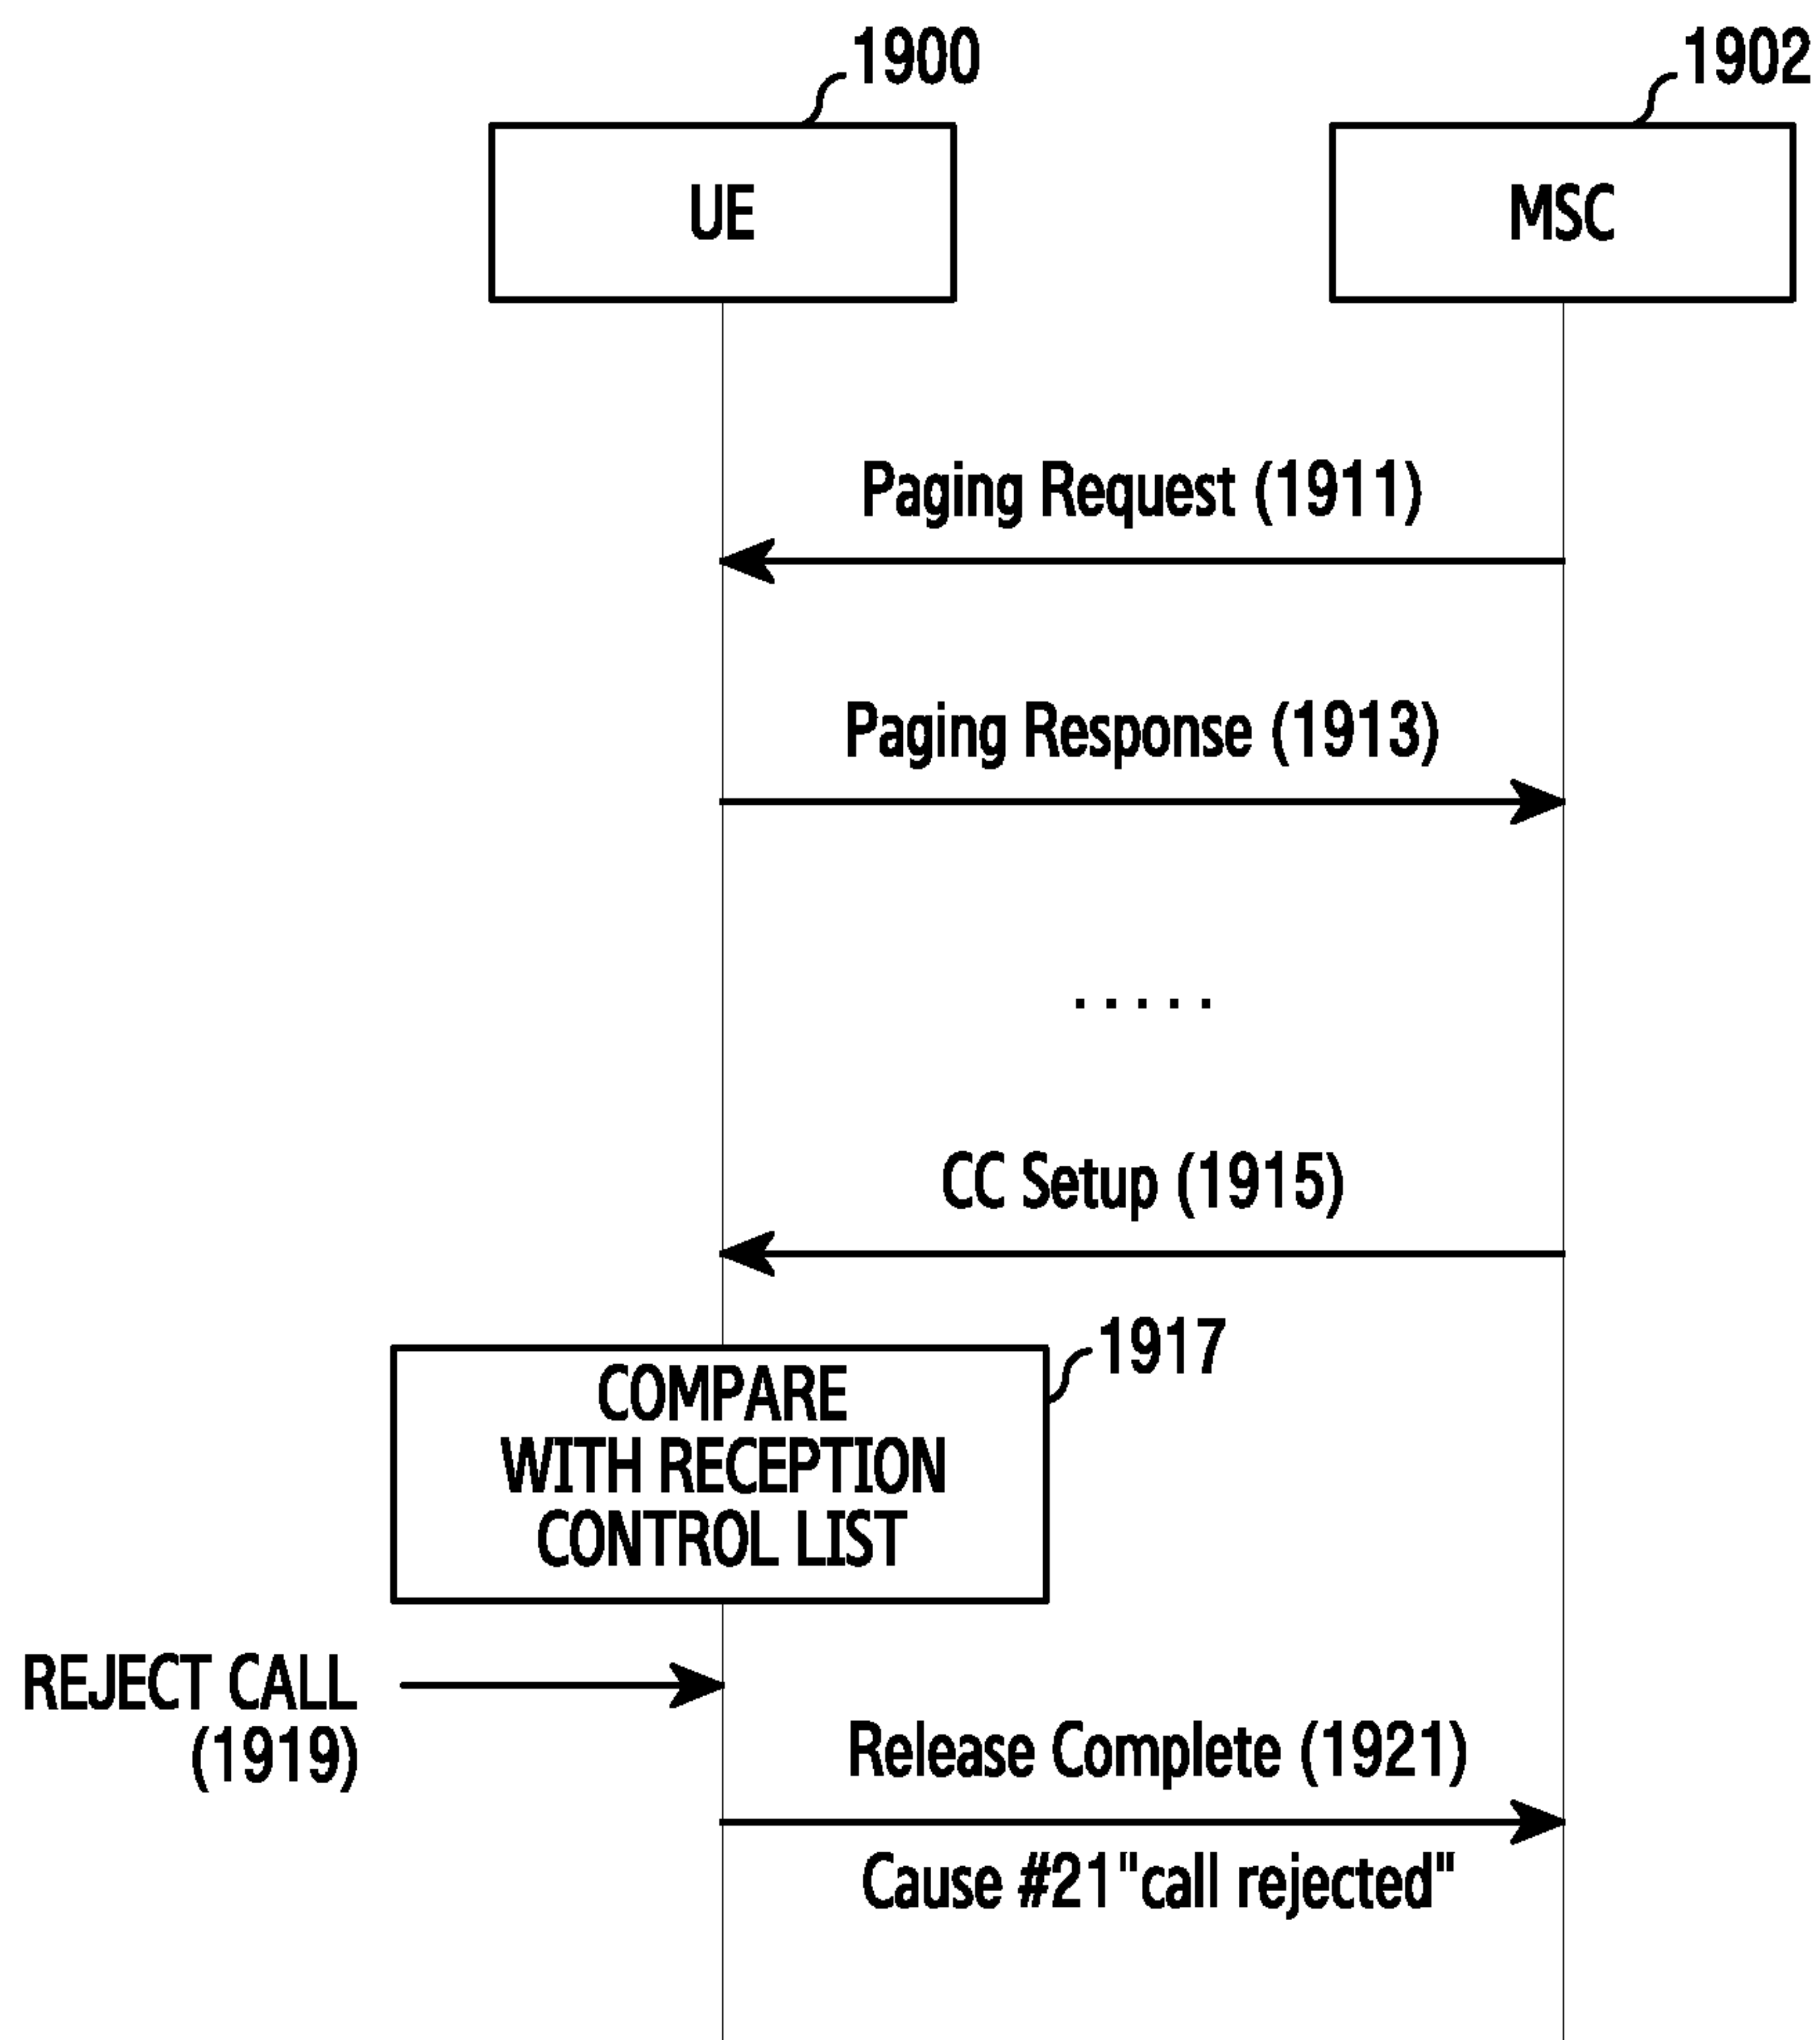 1900
1902
UE
MSC
Paging Request (1911)
Paging Response (1913)
.....
CC Setup (1915)
1917
COMPARE
WITH RECEPTION
CONTROL LIST
REJECT CALL
(1919)
Release Complete (1921)
Cause #21"call rejected"